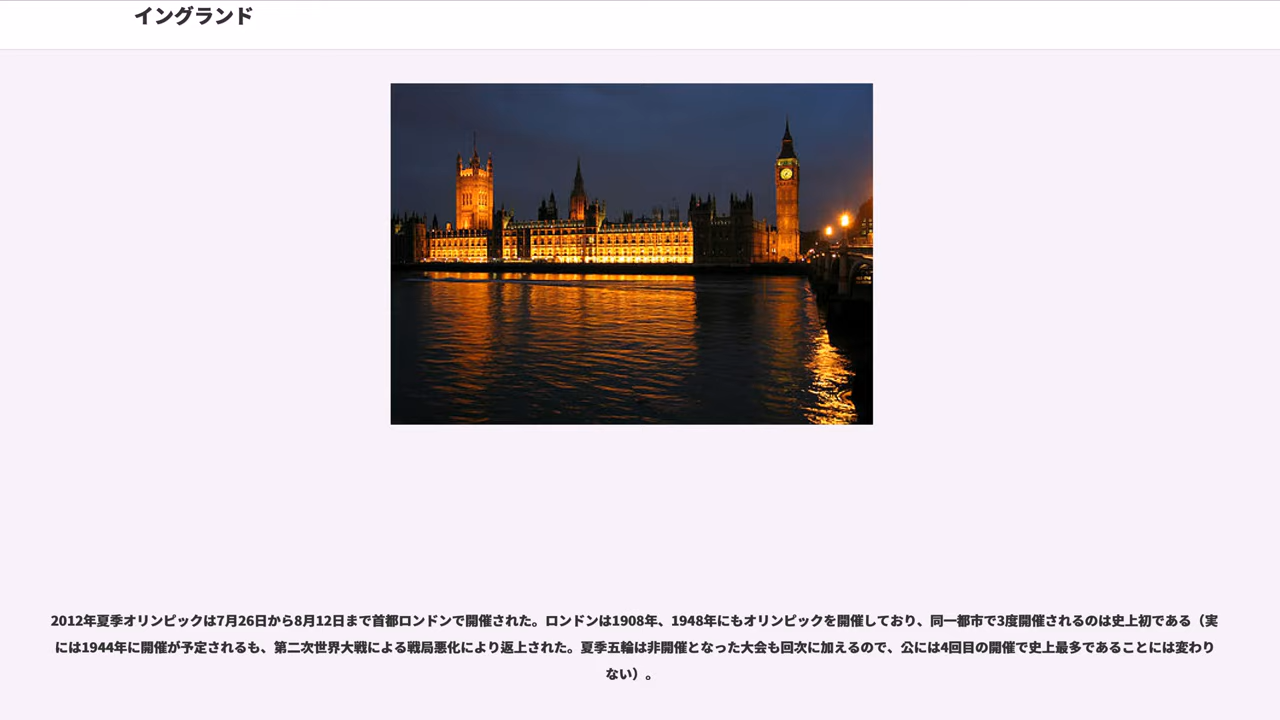 イングランド
2012年夏季オリンピックは7月26日から8月12日まで首都ロンドンで開催された。ロンドンは1908年、1948年にもオリンピックを開催しており、同一都市で3度開催されるのは史上初である（実
には1944年に開催が予定されるも、第二次世界大戦による戦局悪化により返上された。夏季五輪は非開催となった大会も回次に加えるので、公には4回目の開催で史上最多であることには変わり
ない）。